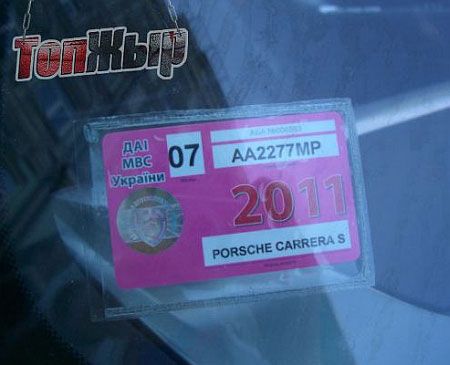 ТопЖыр
ДАІ
МВС
України
07
AA2277MP
2011
PORSCHE CARRERA S